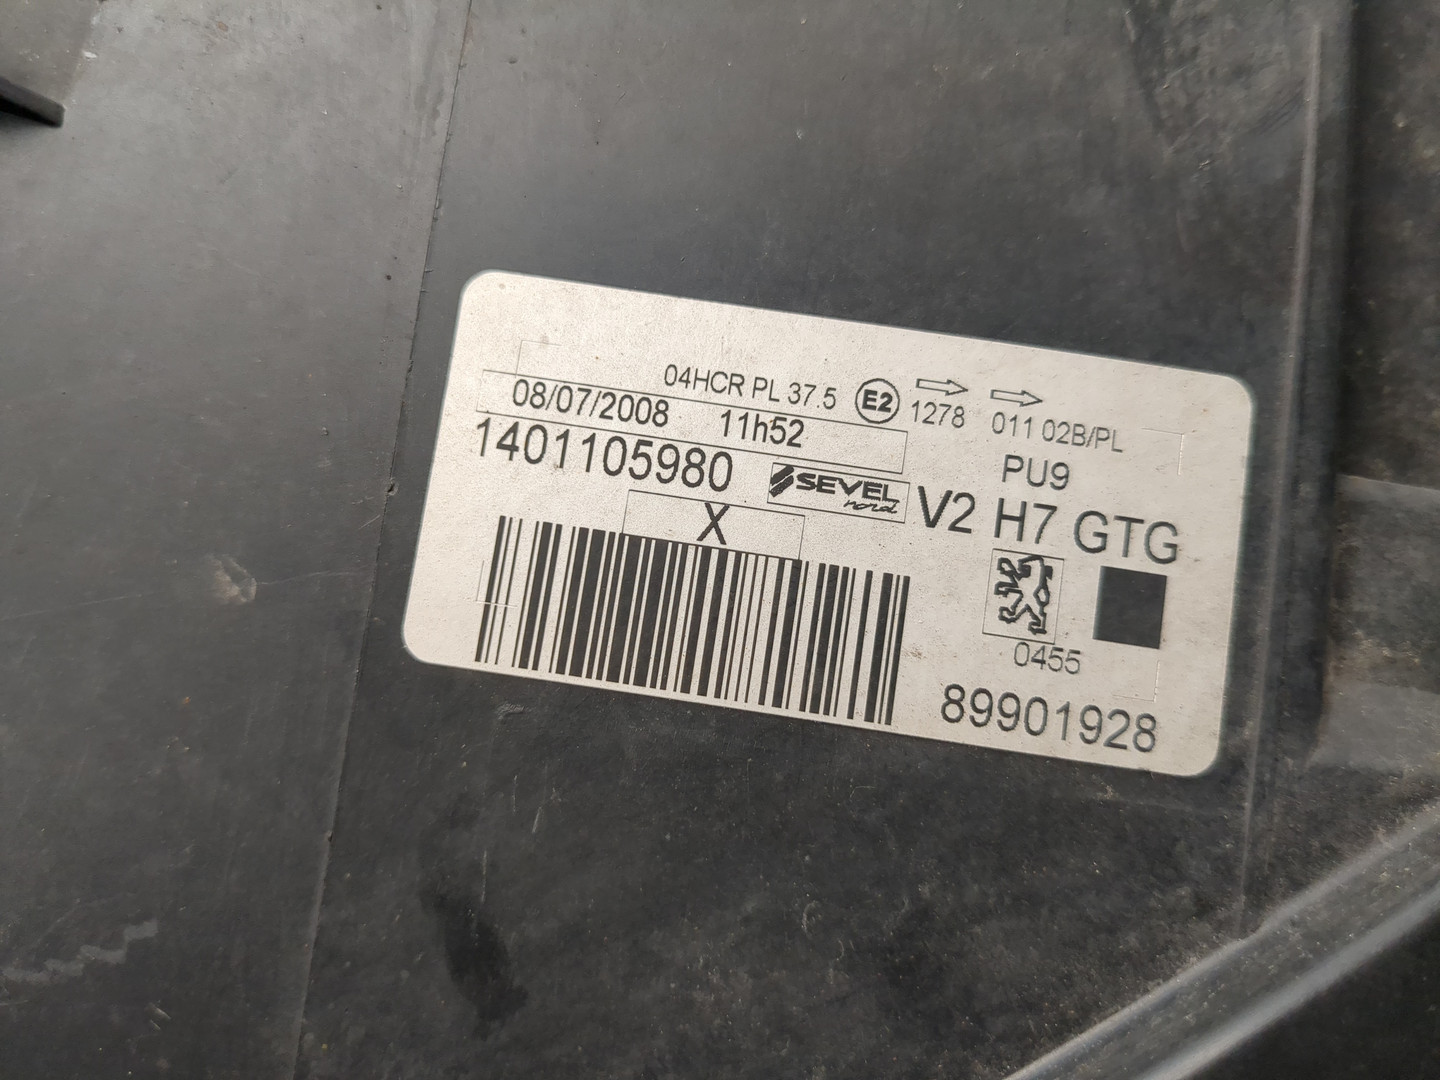 04HCR PL 37.5 E2 1278 011 02B/PL
08/07/2008 11h52
PU9
1401105980 SEVEL nord V2 H7 GTG
X
0455
89901928